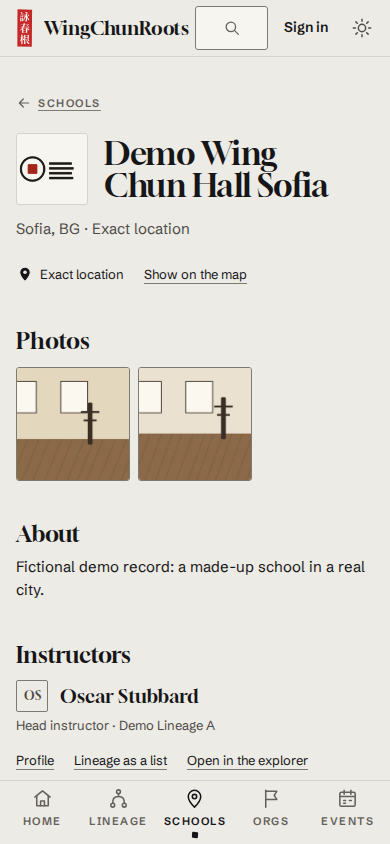 詠春根
WingChunRoots
Sign in
SCHOOLS
Demo Wing
Chun Hall Sofia
Sofia, BG · Exact location
Exact location
Show on the map
Photos
About
Fictional demo record: a made-up school in a real
city.
Instructors
OS
Oscar Stubbard
Head instructor · Demo Lineage A
Profile
Lineage as a list
Open in the explorer
HOME
LINEAGE
SCHOOLS
ORGS
EVENTS